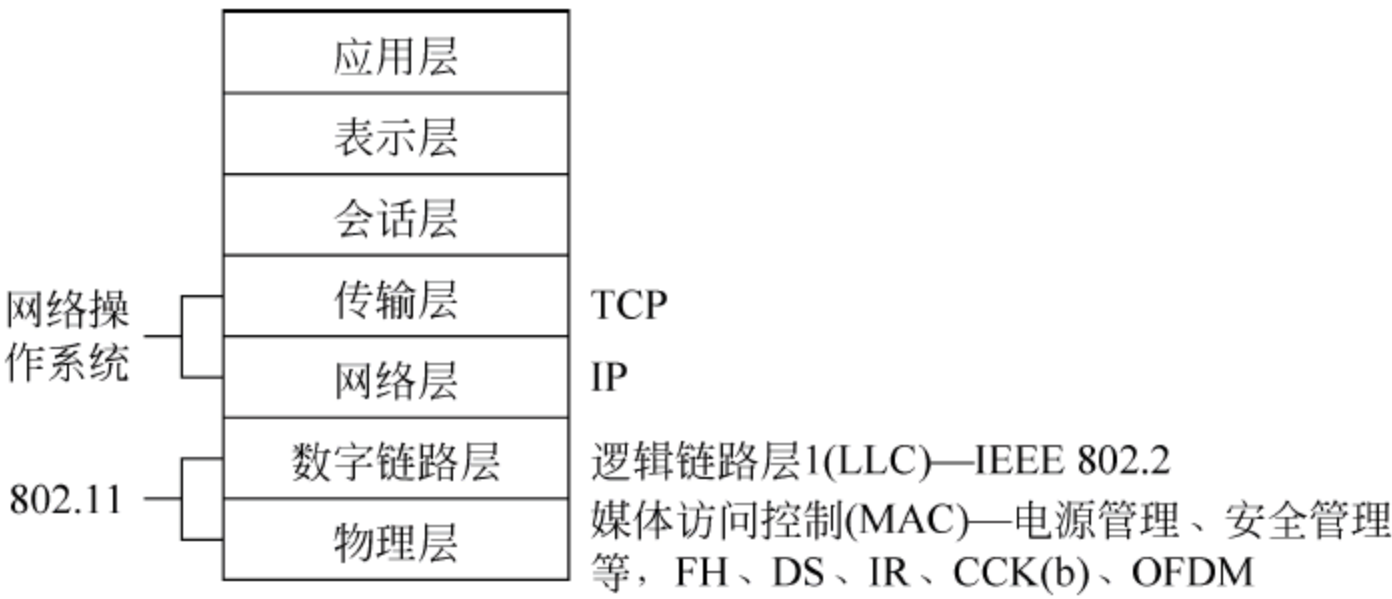 应用层
表示层
会话层
网络操
作系统
传输层
TCP
网络层
IP
802.11
数字链路层
逻辑链路层1(LLC)—IEEE 802.2
物理层
媒体访问控制(MAC)—电源管理、安全管理
等，FH、DS、IR、CCK(b)、OFDM